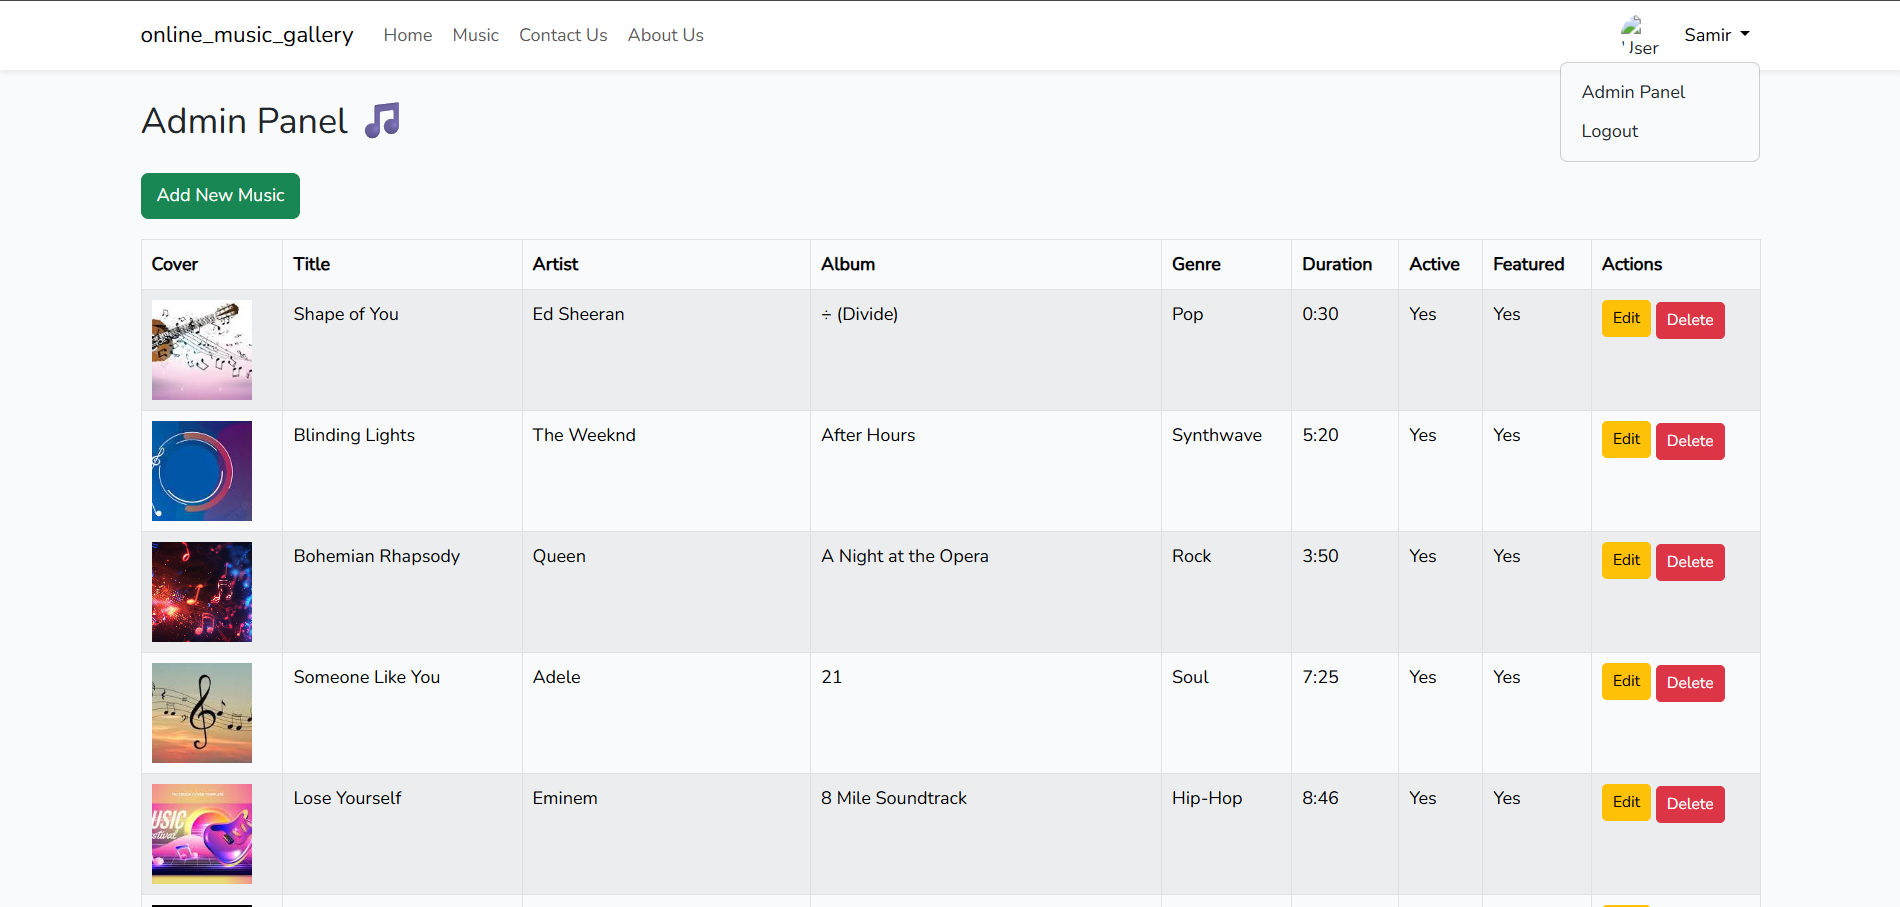 online_music_gallery Home Music Contact Us About Us User Samir
Admin Panel
Logout
Admin Panel
Add New Music
Cover Title Artist Album Genre Duration Active Featured Actions
Shape of You Ed Sheeran ÷ (Divide) Pop 0:30 Yes Yes Edit Delete
Blinding Lights The Weeknd After Hours Synthwave 5:20 Yes Yes Edit Delete
Bohemian Rhapsody Queen A Night at the Opera Rock 3:50 Yes Yes Edit Delete
Someone Like You Adele 21 Soul 7:25 Yes Yes Edit Delete
Lose Yourself Eminem 8 Mile Soundtrack Hip-Hop 8:46 Yes Yes Edit Delete